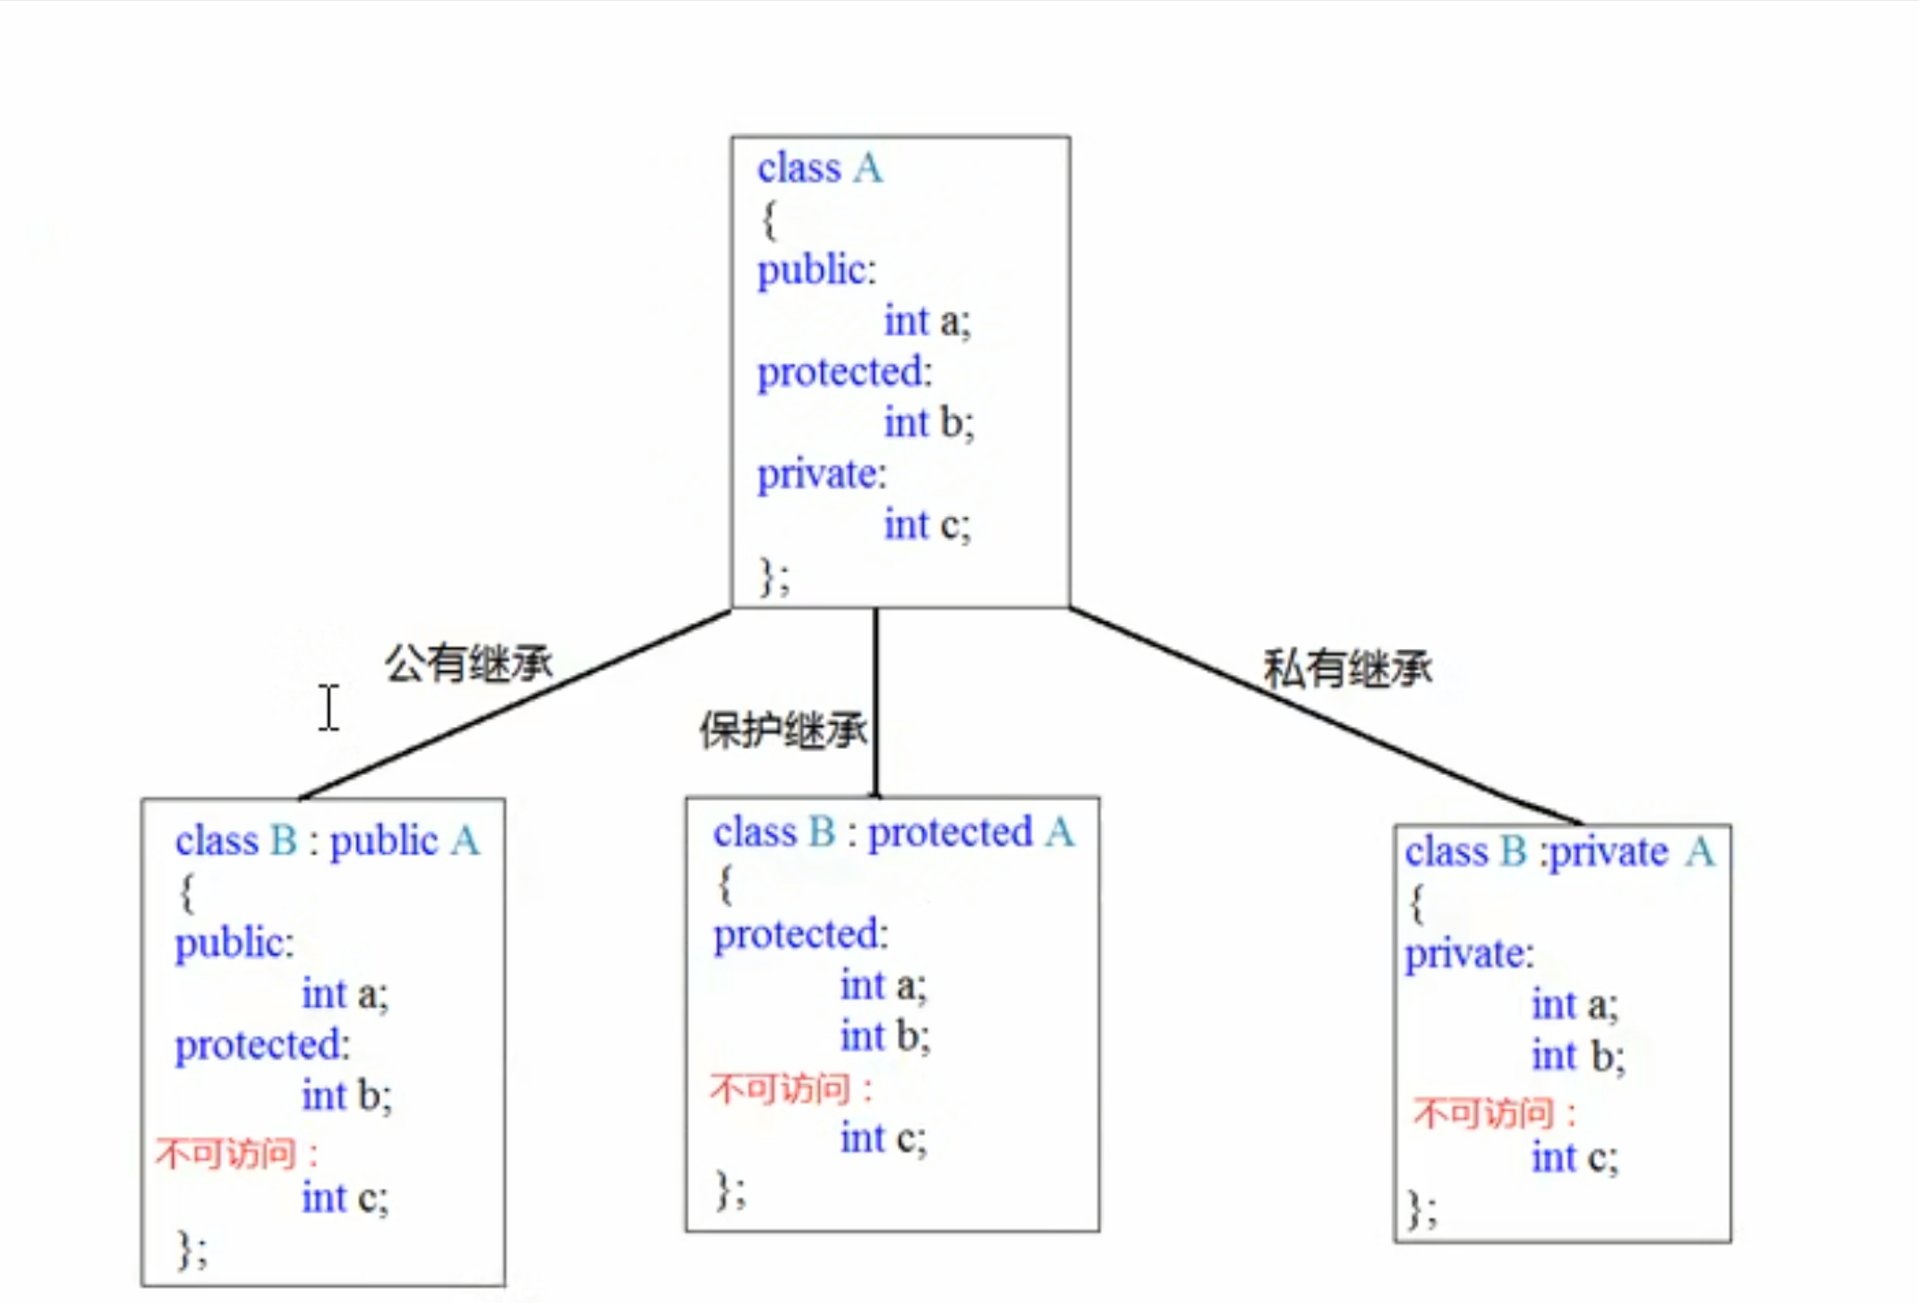 class A
{
public:
int a;
protected:
int b;
private:
int c;
};
公有继承
保护继承
私有继承
class B : public A
{
public:
int a;
protected:
int b;
不可访问：
int c;
};
class B : protected A
{
protected:
int a;
int b;
不可访问：
int c;
};
class B :private A
{
private:
int a;
int b;
不可访问：
int c;
};